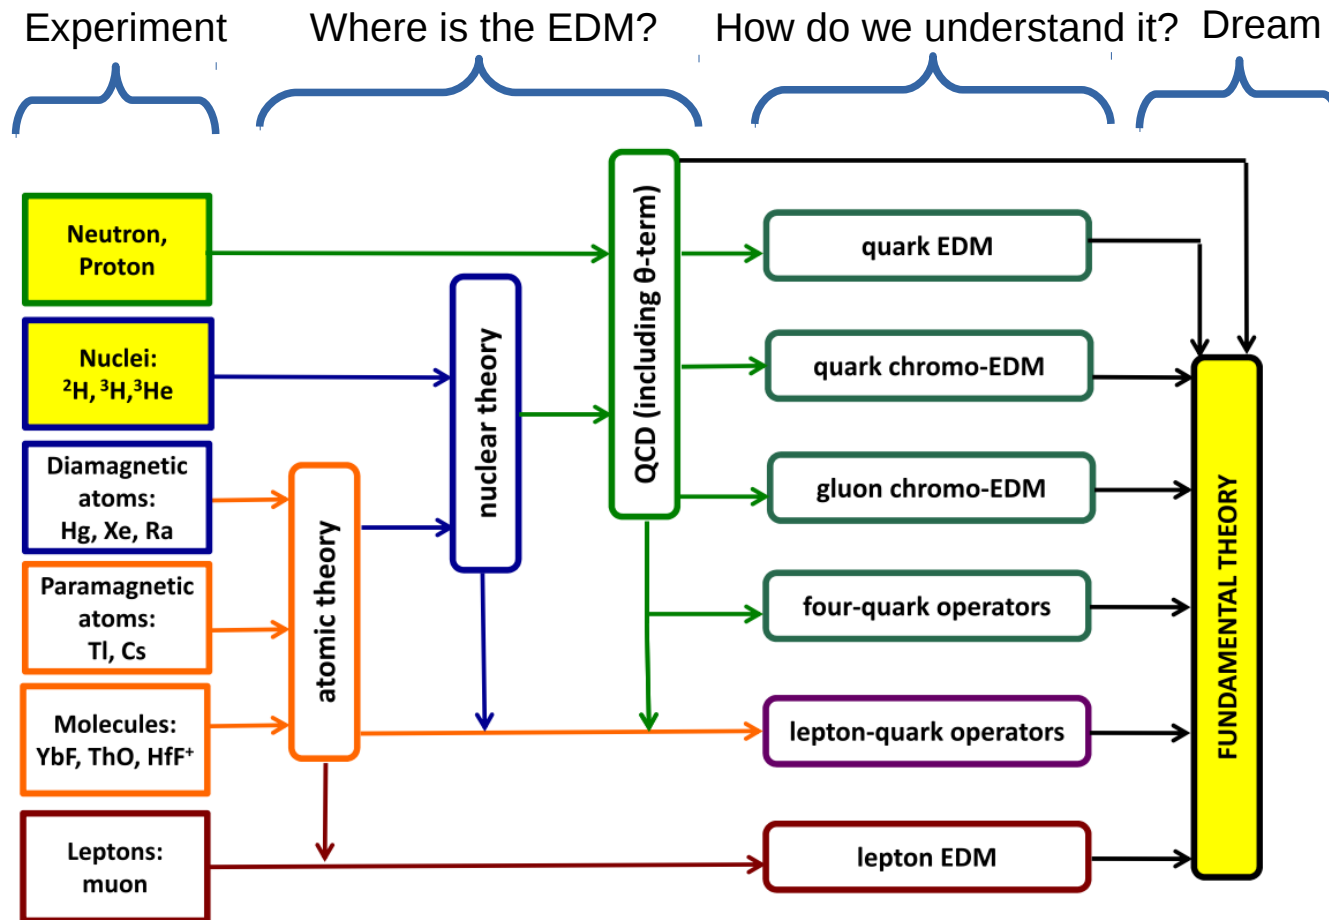 Experiment
Where is the EDM?
How do we understand it?
Dream
Neutron,
Proton
Nuclei:
²H, ³H,³He
Diamagnetic
atoms:
Hg, Xe, Ra
Paramagnetic
atoms:
Tl, Cs
Molecules:
YbF, ThO, HfF⁺
Leptons:
muon
atomic theory
nuclear theory
QCD (including θ-term)
quark EDM
quark chromo-EDM
gluon chromo-EDM
four-quark operators
lepton-quark operators
lepton EDM
FUNDAMENTAL THEORY